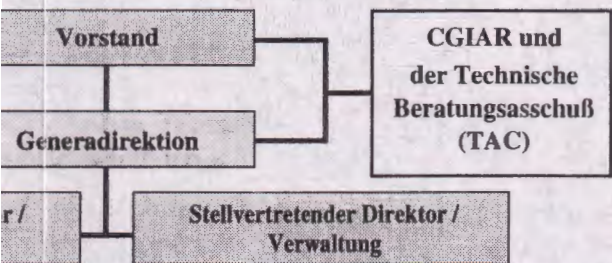 Vorstand
CGIAR und
der Technische
Beratungsasschuß
(TAC)
Generadirektion
r /
Stellvertretender Direktor /
Verwaltung